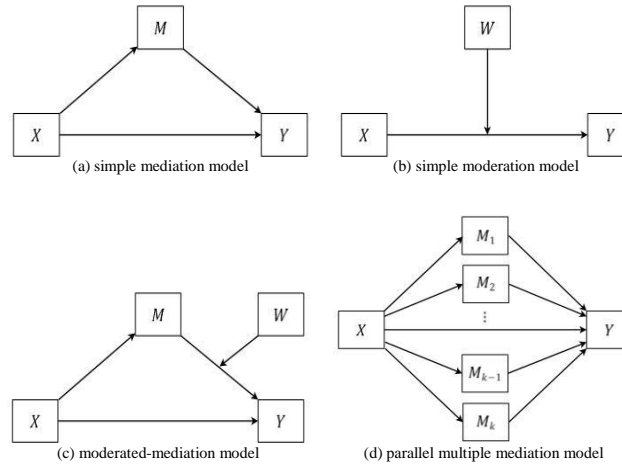 M
X
Y
(a) simple mediation model
W
X
Y
(b) simple moderation model
M
W
X
Y
(c) moderated-mediation model
M₁
M₂
⋮
X
Y
Mₖ₋₁
Mₖ
(d) parallel multiple mediation model